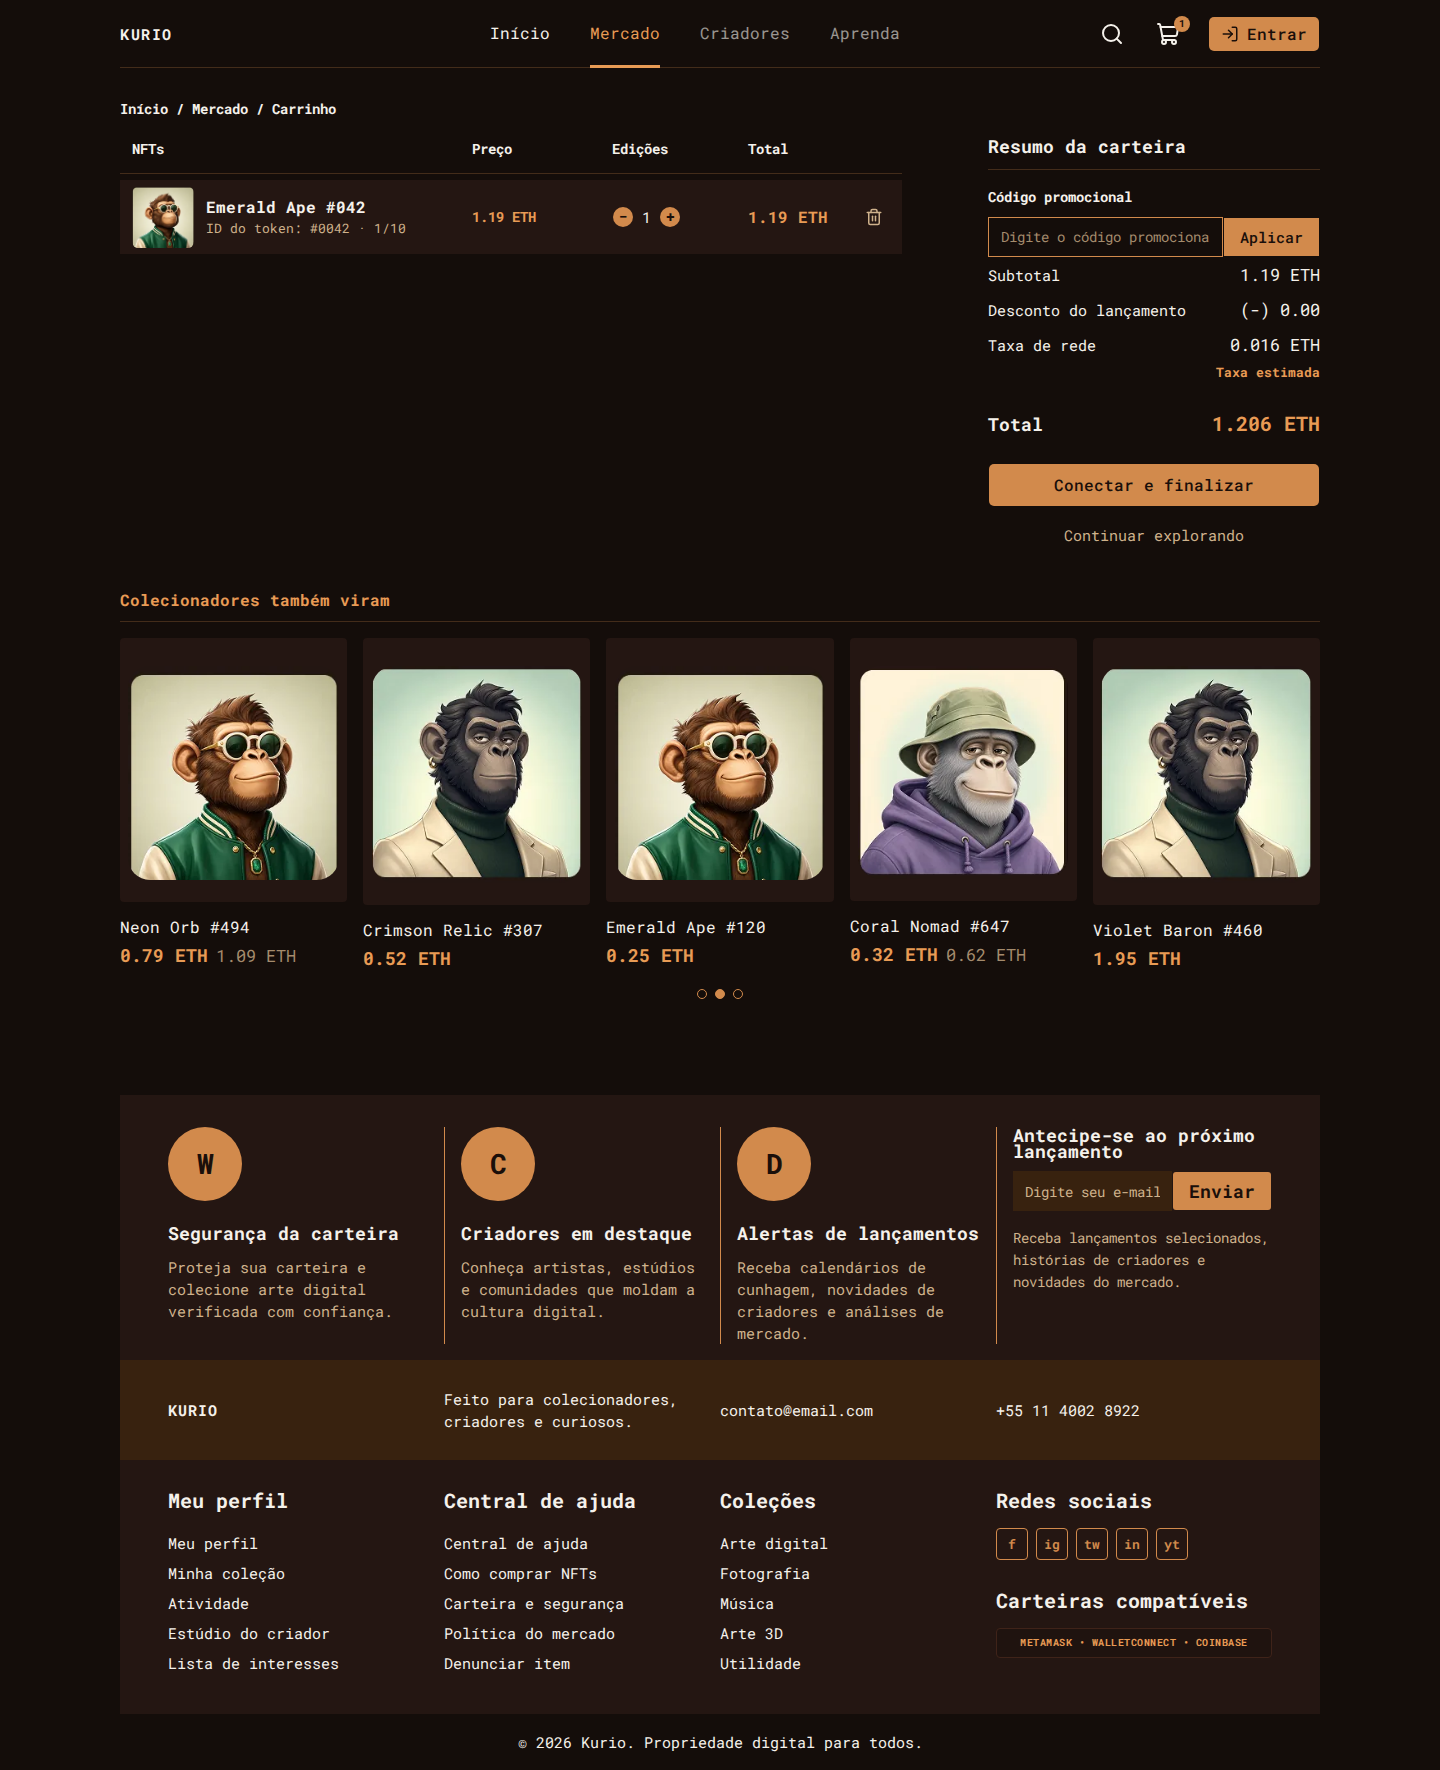 KURIO
Início
Mercado
Criadores
Aprenda
1
Entrar
Início / Mercado / Carrinho
NFTs
Preço
Edições
Total
Emerald Ape #042
ID do token: #0042 · 1/10
1.19 ETH
− 1 +
1.19 ETH
Resumo da carteira
Código promocional
Digite o código promociona
Aplicar
Subtotal
1.19 ETH
Desconto do lançamento
(-) 0.00
Taxa de rede
0.016 ETH
Taxa estimada
Total
1.206 ETH
Conectar e finalizar
Continuar explorando
Colecionadores também viram
Neon Orb #494
0.79 ETH 1.09 ETH
Crimson Relic #307
0.52 ETH
Emerald Ape #120
0.25 ETH
Coral Nomad #647
0.32 ETH 0.62 ETH
Violet Baron #460
1.95 ETH
W
Segurança da carteira
Proteja sua carteira e
colecione arte digital
verificada com confiança.
C
Criadores em destaque
Conheça artistas, estúdios
e comunidades que moldam a
cultura digital.
D
Alertas de lançamentos
Receba calendários de
cunhagem, novidades de
criadores e análises de
mercado.
Antecipe-se ao próximo
lançamento
Digite seu e-mail
Enviar
Receba lançamentos selecionados,
histórias de criadores e
novidades do mercado.
KURIO
Feito para colecionadores,
criadores e curiosos.
contato@email.com
+55 11 4002 8922
Meu perfil
Meu perfil
Minha coleção
Atividade
Estúdio do criador
Lista de interesses
Central de ajuda
Central de ajuda
Como comprar NFTs
Carteira e segurança
Política do mercado
Denunciar item
Coleções
Arte digital
Fotografia
Música
Arte 3D
Utilidade
Redes sociais
f
ig
tw
in
yt
Carteiras compatíveis
METAMASK • WALLETCONNECT • COINBASE
© 2026 Kurio. Propriedade digital para todos.